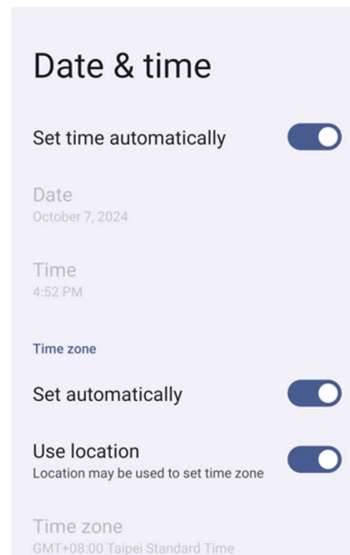 Date & time
Set time automatically
Date
October 7, 2024
Time
4:52 PM
Time zone
Set automatically
Use location
Location may be used to set time zone
Time zone
GMT+08:00 Taipei Standard Time